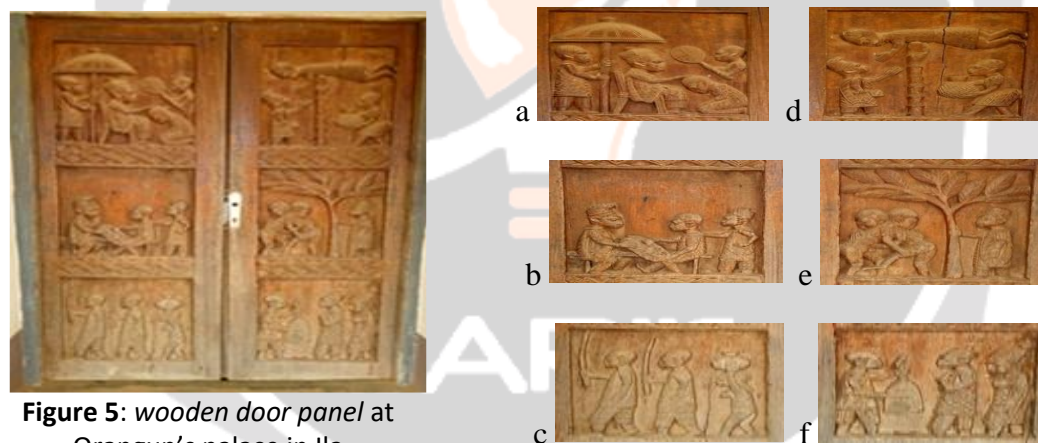 a
d
b
e
c
f
Figure 5: wooden door panel at
Orangun's palace in Ila